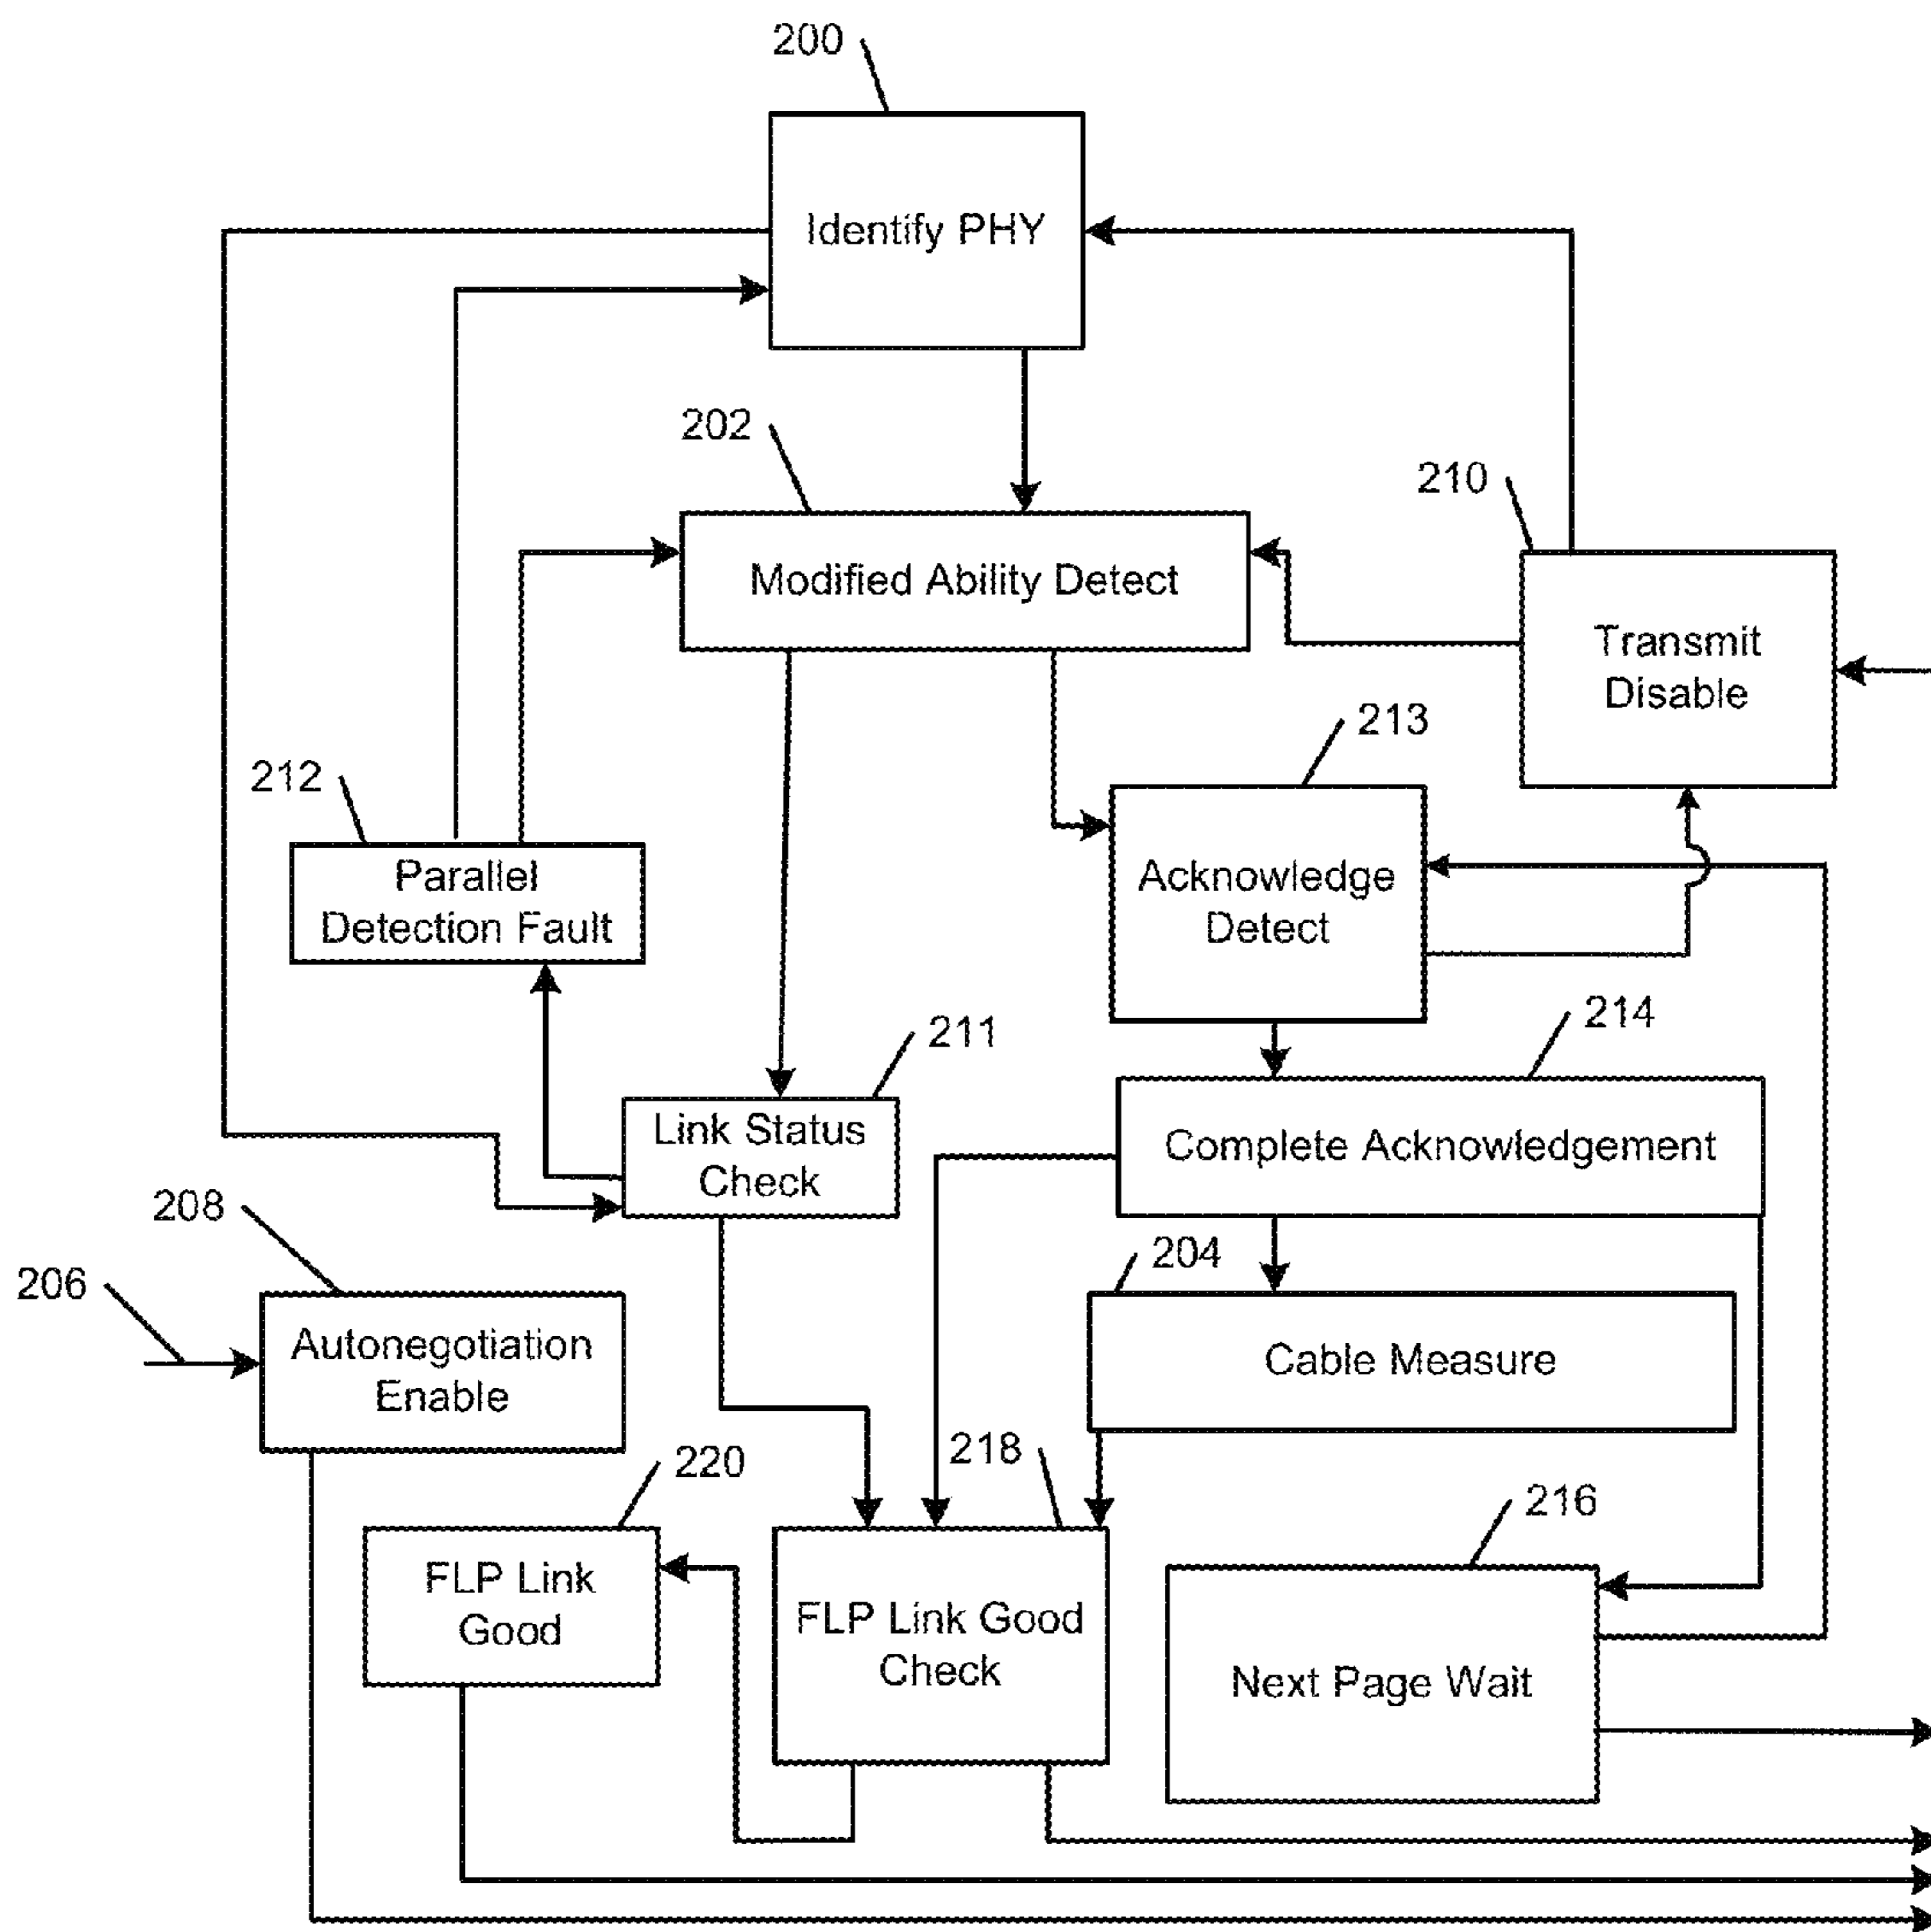 200
Identify PHY
202
Modified Ability Detect
210
Transmit
Disable
213
212
Parallel
Detection Fault
Acknowledge
Detect
214
211
Link Status
Check
Complete Acknowledgement
208
204
206
Autonegotiation
Enable
Cable Measure
218
220
216
FLP Link
Good
FLP Link Good
Check
Next Page Wait